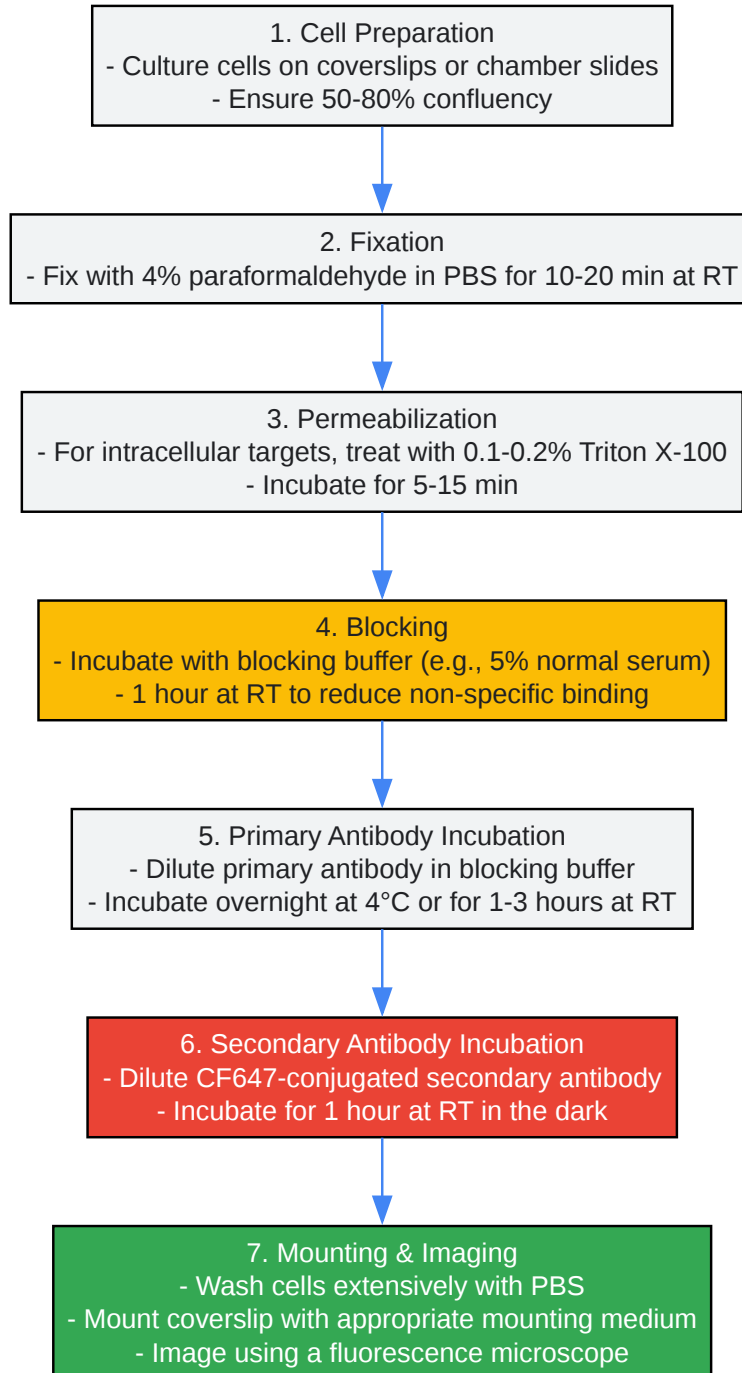 1. Cell Preparation
- Culture cells on coverslips or chamber slides
- Ensure 50-80% confluency
2. Fixation
- Fix with 4% paraformaldehyde in PBS for 10-20 min at RT
3. Permeabilization
- For intracellular targets, treat with 0.1-0.2% Triton X-100
- Incubate for 5-15 min
4. Blocking
- Incubate with blocking buffer (e.g., 5% normal serum)
- 1 hour at RT to reduce non-specific binding
5. Primary Antibody Incubation
- Dilute primary antibody in blocking buffer
- Incubate overnight at 4°C or for 1-3 hours at RT
6. Secondary Antibody Incubation
- Dilute CF647-conjugated secondary antibody
- Incubate for 1 hour at RT in the dark
7. Mounting & Imaging
- Wash cells extensively with PBS
- Mount coverslip with appropriate mounting medium
- Image using a fluorescence microscope